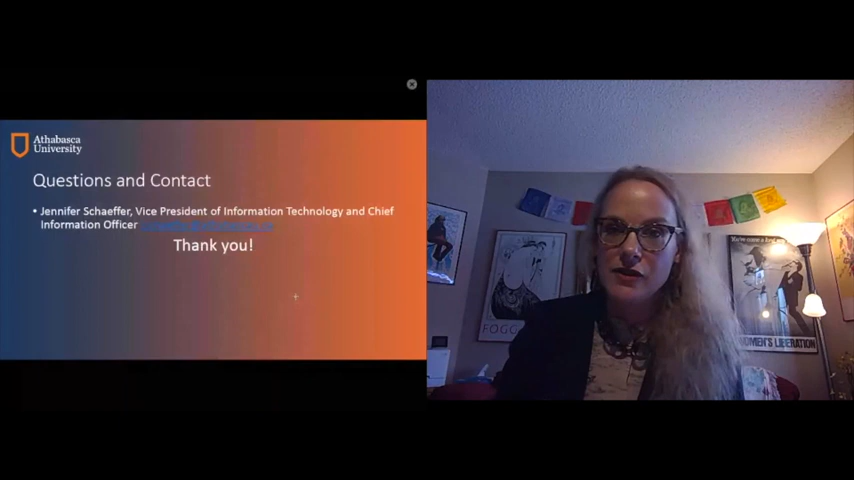 Athabasca
University
Questions and Contact
• Jennifer Schaeffer, Vice President of Information Technology and Chief
Information Officer
Thank you!
FOGG
WOMEN'S LIBERATION